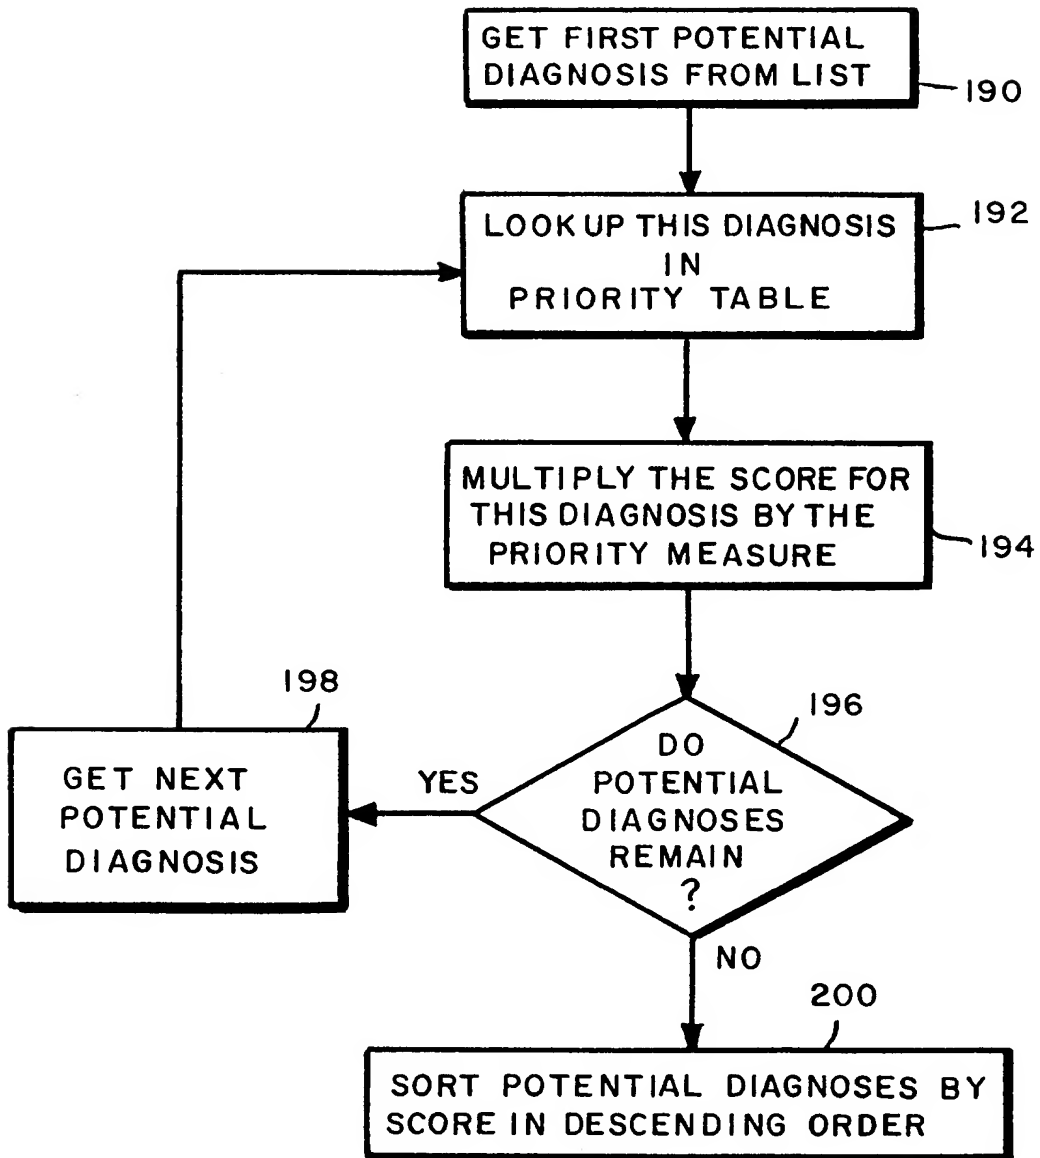 GET FIRST POTENTIAL
DIAGNOSIS FROM LIST
190
LOOK UP THIS DIAGNOSIS
IN
PRIORITY TABLE
192
MULTIPLY THE SCORE FOR
THIS DIAGNOSIS BY THE
PRIORITY MEASURE
194
196
DO
POTENTIAL
DIAGNOSES
REMAIN
?
YES
198
GET NEXT
POTENTIAL
DIAGNOSIS
NO
200
SORT POTENTIAL DIAGNOSES BY
SCORE IN DESCENDING ORDER